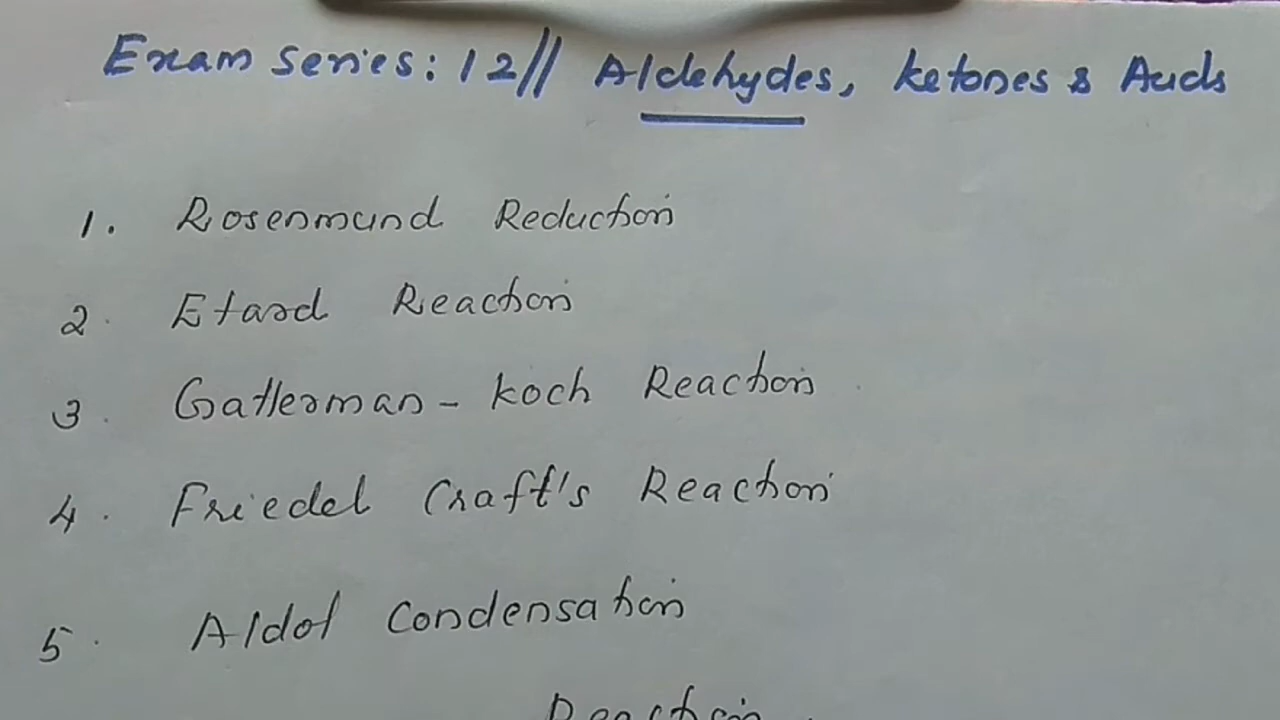 Exam series: 12// Aldehydes, ketones & Acids
1. Rosenmund Reduction
2. Etard Reaction
3. Gatterman - koch Reaction
4. Friedel Craft's Reaction
5. Aldol Condensation
Reaction